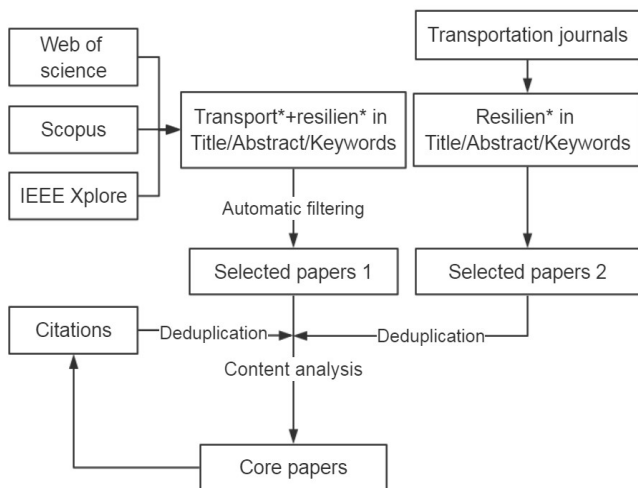 Web of
science
Scopus
IEEE Xplore
Transport*+resilien* in
Title/Abstract/Keywords
Automatic filtering
Selected papers 1
Transportation journals
Resilien* in
Title/Abstract/Keywords
Selected papers 2
Citations
Deduplication
Deduplication
Content analysis
Core papers